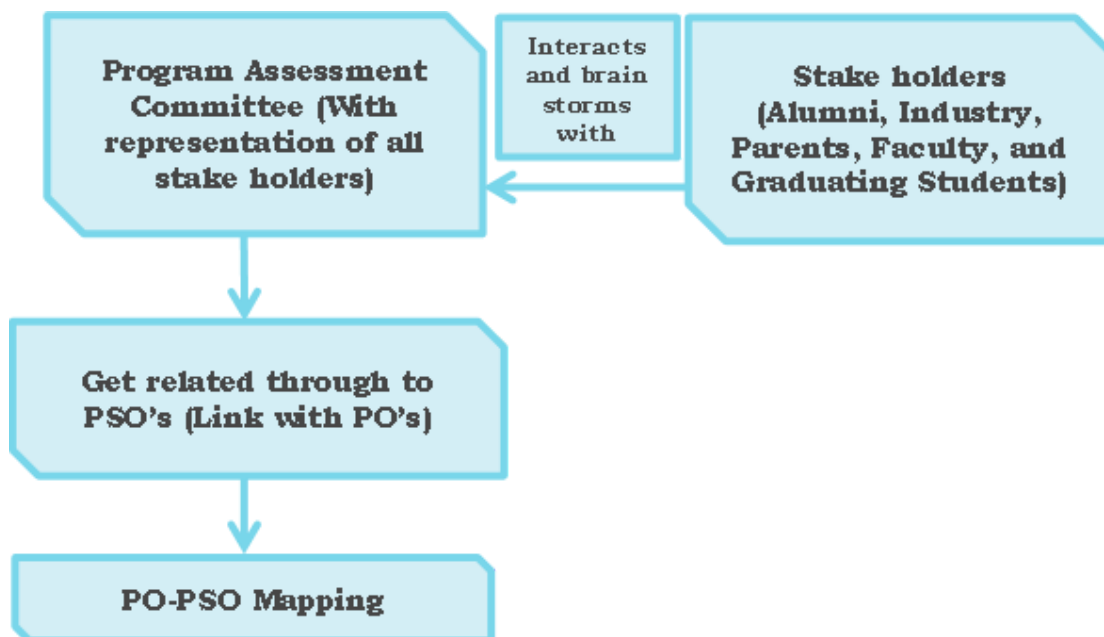 Program Assessment
Committee (With
representation of all
stake holders)
Interacts
and brain
storms
with
Stake holders
(Alumni, Industry,
Parents, Faculty, and
Graduating Students)
Get related through to
PSO’s (Link with PO’s)
PO-PSO Mapping